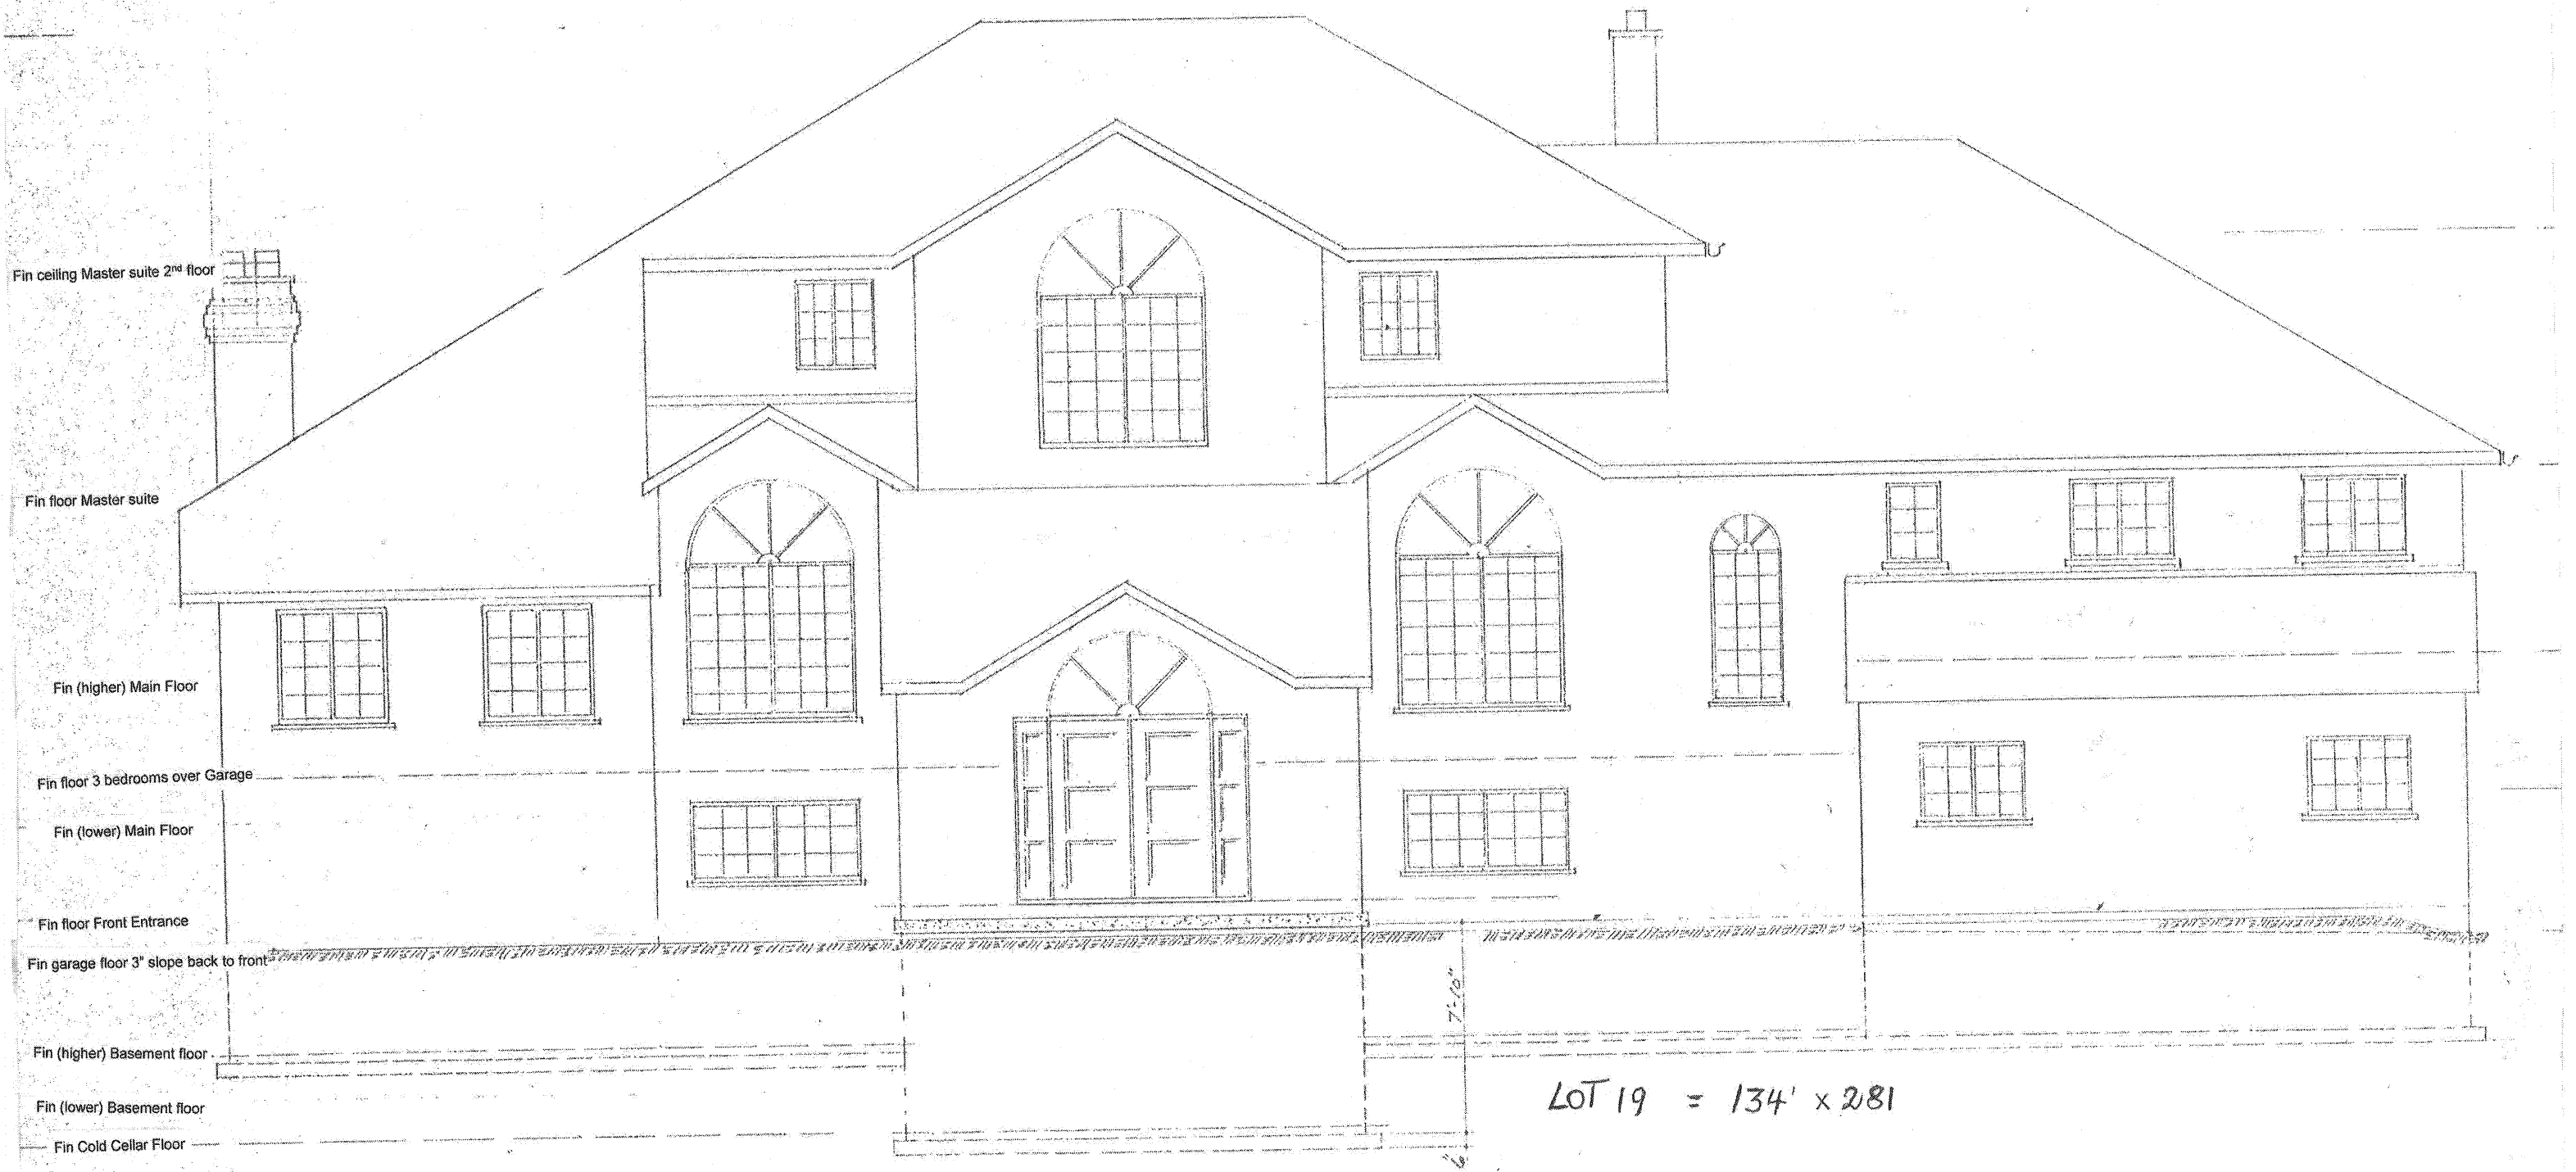 Fin ceiling Master suite 2nd floor
Fin floor Master suite
Fin (higher) Main Floor
Fin floor 3 bedrooms over Garage
Fin (lower) Main Floor
Fin floor Front Entrance
Fin garage floor 3" slope back to front
7'-10"
Fin (higher) Basement floor
LOT 19 = 134' x 281
Fin (lower) Basement floor
Fin Cold Cellar Floor
6"